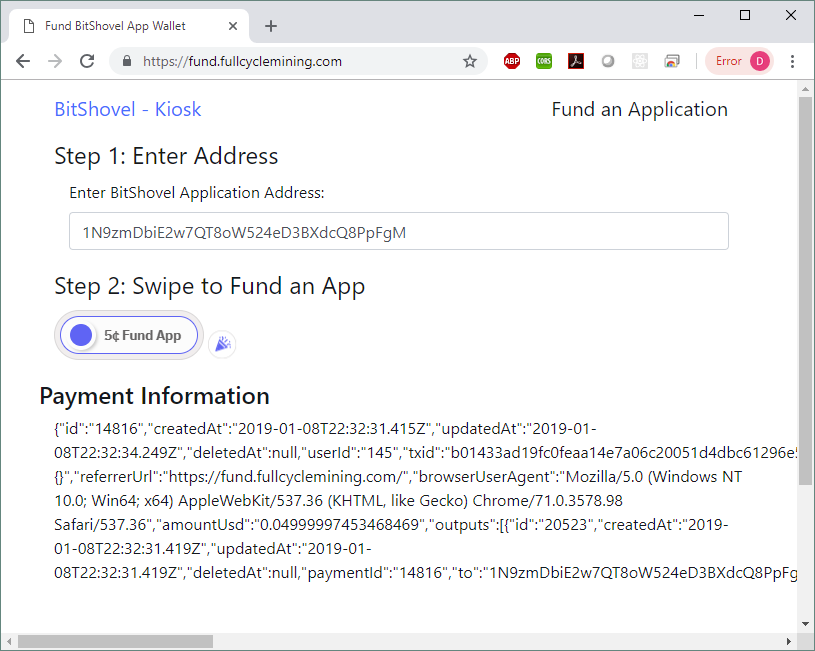 Fund BitShovel App Wallet
https://fund.fullcyclemining.com
ABP
CORS
Error
D
BitShovel - Kiosk
Fund an Application
Step 1: Enter Address
Enter BitShovel Application Address:
1N9zmDbiE2w7QT8oW524eD3BXdcQ8PpFgM
Step 2: Swipe to Fund an App
5¢ Fund App
Payment Information
{"id":"14816","createdAt":"2019-01-08T22:32:31.415Z","updatedAt":"2019-01-
08T22:32:34.249Z","deletedAt":null,"userId":"145","txid":"b01433ad19fc0feaa14e7a06c20051d4dbc61296e5
{}","referrerUrl":"https://fund.fullcyclemining.com/","browserUserAgent":"Mozilla/5.0 (Windows NT
10.0; Win64; x64) AppleWebKit/537.36 (KHTML, like Gecko) Chrome/71.0.3578.98
Safari/537.36","amountUsd":"0.04999997453468469","outputs":[{"id":"20523","createdAt":"2019-
01-08T22:32:31.419Z","updatedAt":"2019-01-
08T22:32:31.419Z","deletedAt":null,"paymentId":"14816","to":"1N9zmDbiE2w7QT8oW524eD3BXdcQ8PpFg